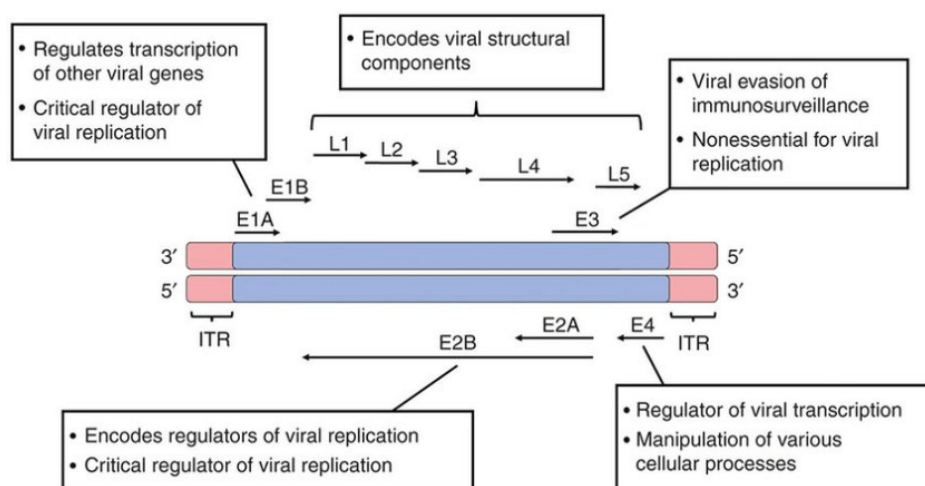 • Regulates transcription
of other viral genes
• Critical regulator of
viral replication
• Encodes viral structural
components
• Viral evasion of
immunosurveillance
• Nonessential for viral
replication
L1
L2
L3
L4
L5
E1B
E1A
E3
3′
5′
5′
3′
ITR
E2A
E4
ITR
E2B
• Encodes regulators of viral replication
• Critical regulator of viral replication
• Regulator of viral transcription
• Manipulation of various
cellular processes